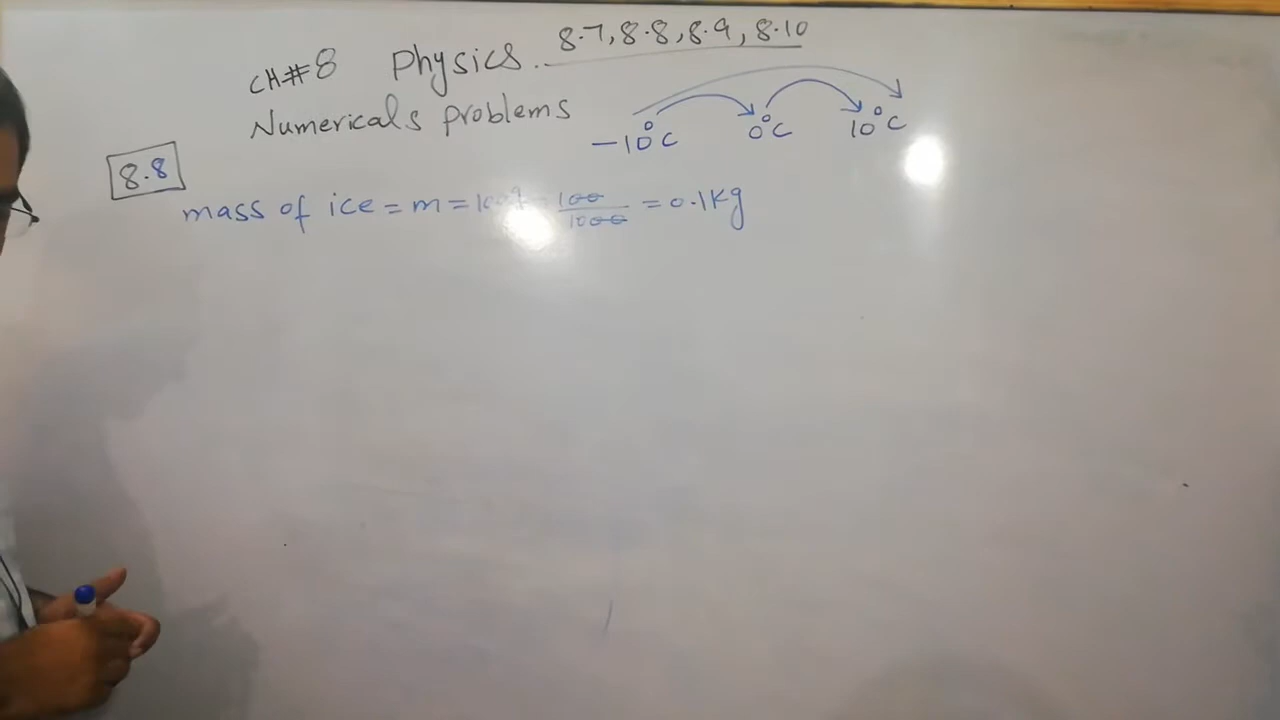 CH#8 Physics. 8.7, 8.8, 8.9, 8.10
Numericals problems
-10°C 0°C 10°C
8.8
mass of ice = m = 100/1000 = 0.1kg